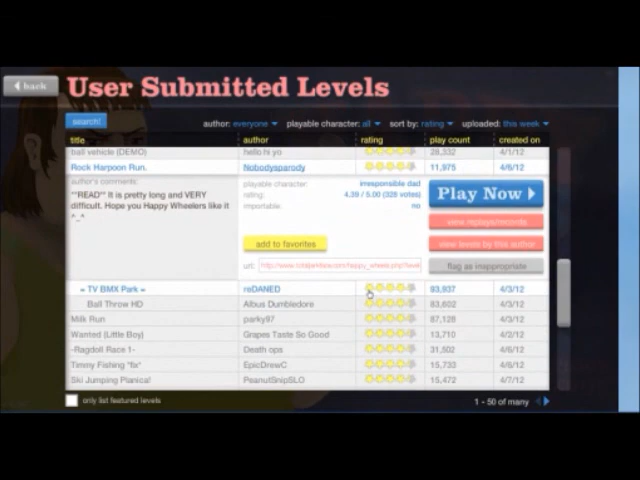 back
User Submitted Levels
search!
author: everyone playable character: all sort by: rating uploaded: this week
title author rating play count created on
ball vehicle (DEMO) hello hi yo 28,332 4/1/12
Rock Harpoon Run. Nobodysparody 11,975 4/6/12
author's comments:
**READ** It is pretty long and VERY
difficult. Hope you Happy Wheelers like it
^_^
playable character: irresponsible dad
rating: 4.39 / 5.00 (328 votes)
importable: no
add to favorites
url:
Play Now
view replays/records
view levels by this author
flag as inappropriate
= TV BMX Park = reDANED 93,937 4/3/12
Ball Throw HD Albus Dumbledore 83,602 4/3/12
Milk Run parky97 87,128 4/3/12
Wanted (Little Boy) Grapes Taste So Good 13,710 4/2/12
-Ragdoll Race 1- Death ops 31,502 4/6/12
Timmy Fishing *fix* EpicDrewC 15,733 4/6/12
Ski Jumping Planica! PeanutSnipSLO 15,472 4/7/12
only list featured levels
1 - 50 of many